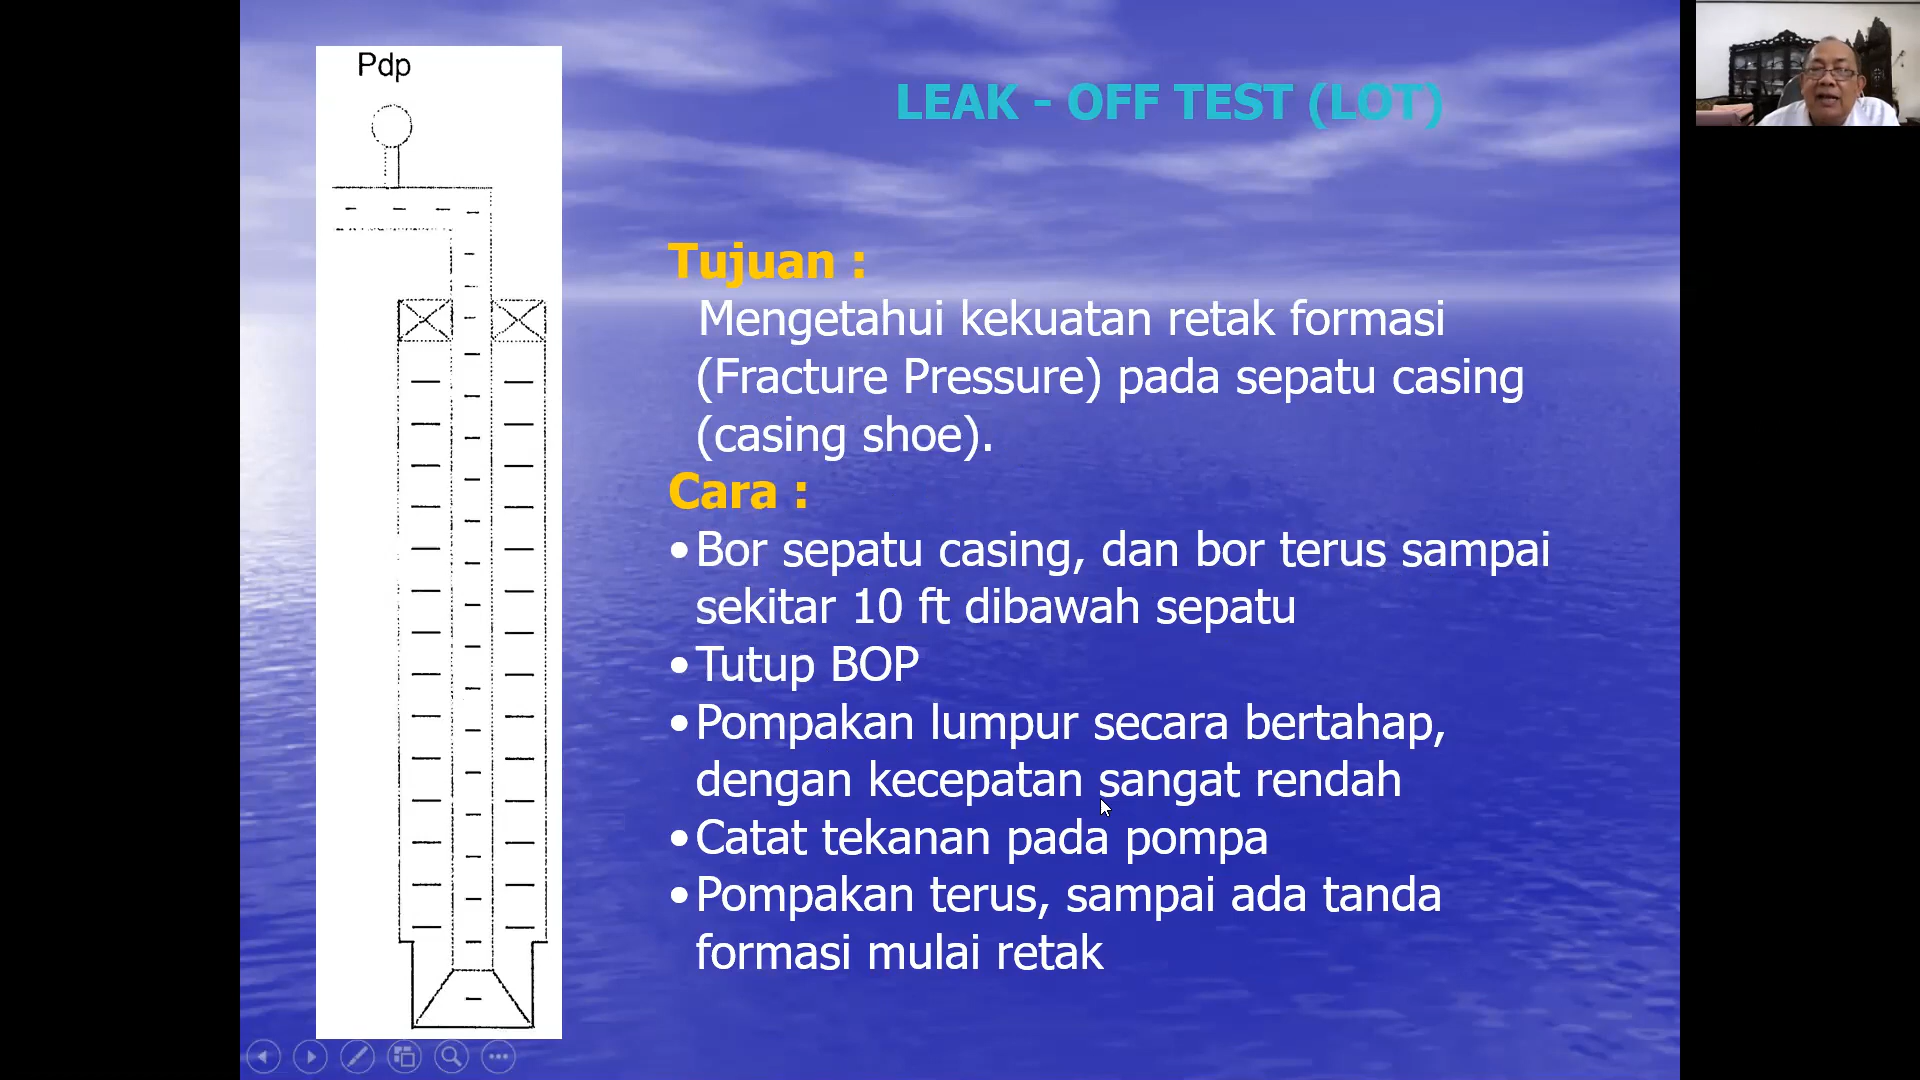 Pdp
LEAK - OFF TEST (LOT)
Tujuan :
Mengetahui kekuatan retak formasi
(Fracture Pressure) pada sepatu casing
(casing shoe).
Cara :
•Bor sepatu casing, dan bor terus sampai
sekitar 10 ft dibawah sepatu
•Tutup BOP
•Pompakan lumpur secara bertahap,
dengan kecepatan sangat rendah
•Catat tekanan pada pompa
•Pompakan terus, sampai ada tanda
formasi mulai retak